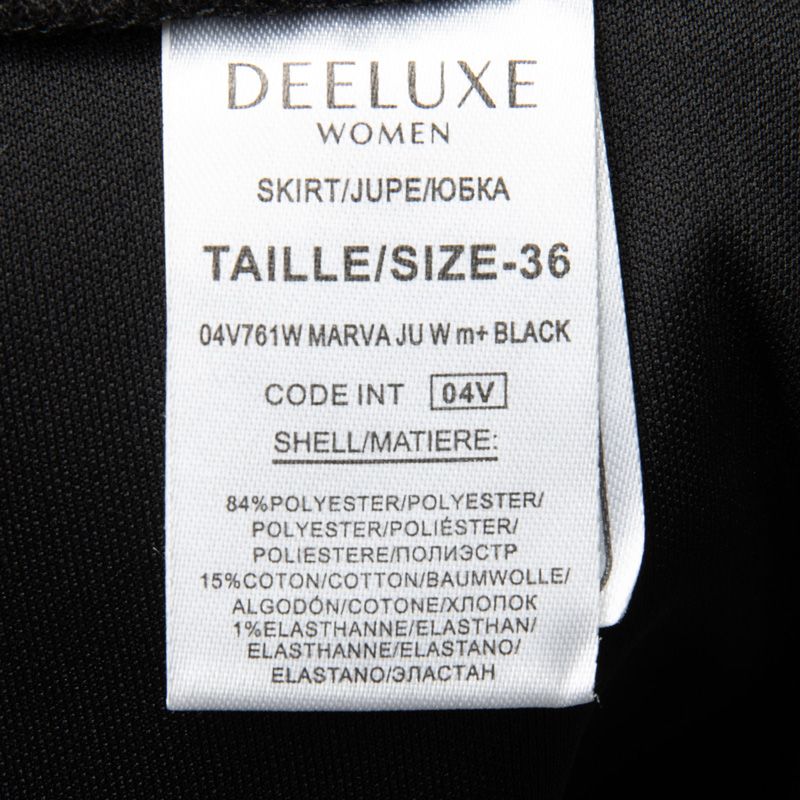 DEELUXE
WOMEN
SKIRT/JUPE/ЮБКА
TAILLE/SIZE-36
04V761W MARVA JU W m+ BLACK
CODE INT 04V
SHELL/MATIERE:
84%POLYESTER/POLYESTER/
POLYESTER/POLIÉSTER/
POLIESTERE/ПОЛИЭСТР
15%COTON/COTTON/BAUMWOLLE/
ALGODÓN/COTONE/ХЛОПОК
1%ELASTHANNE/ELASTHAN/
ELASTHANNE/ELASTANO/
ELASTANO/ЭЛАСТАН